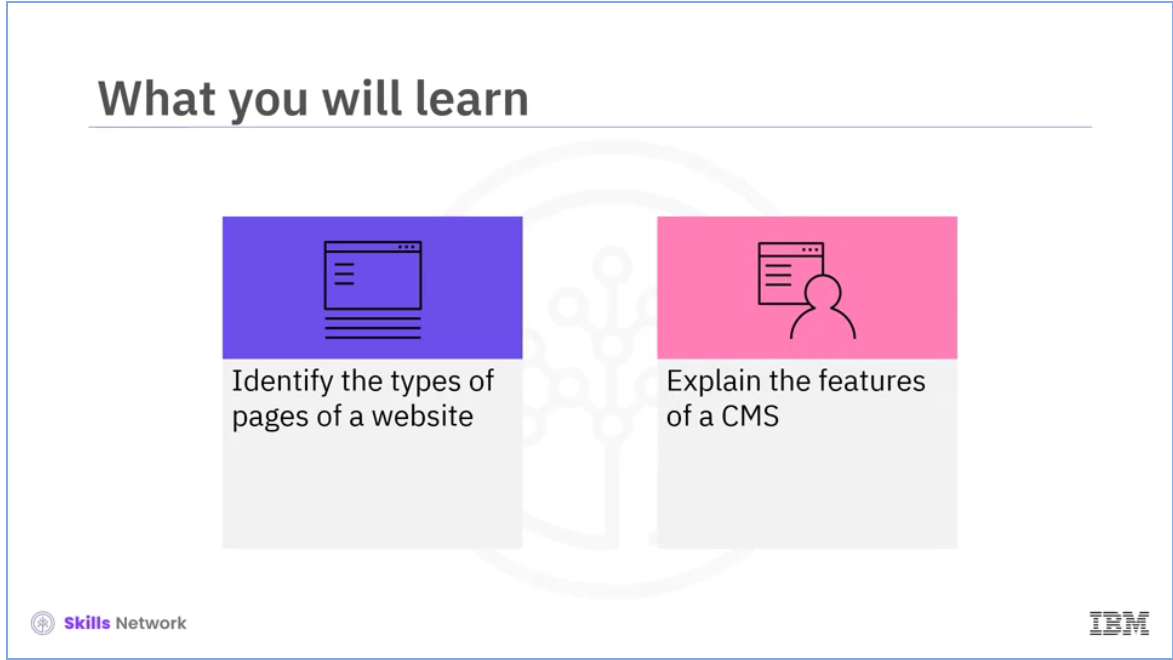 What you will learn
Identify the types of
pages of a website
Explain the features
of a CMS
Skills Network
IBM